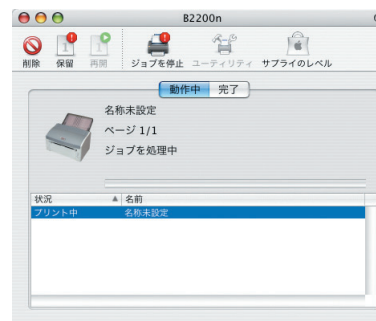 B2200n
削除 保留 再開 ジョブを停止 ユーティリティ サプライのレベル
動作中 完了
名称未設定
ページ 1/1
ジョブを処理中
状況 名前
プリント中 名称未設定